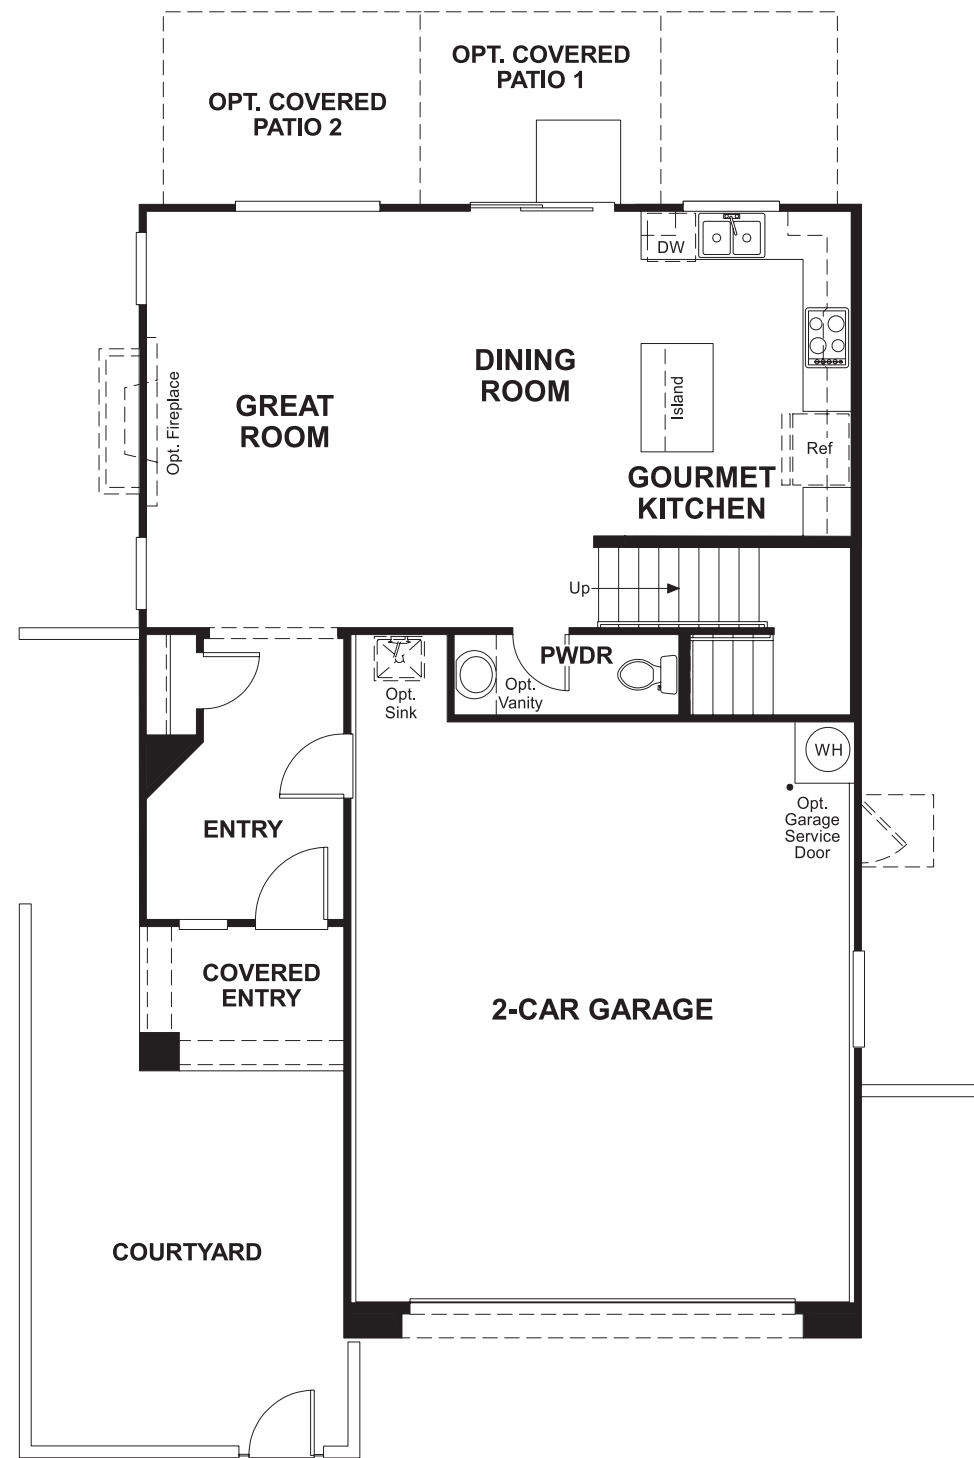 OPT. COVERED
PATIO 1
OPT. COVERED
PATIO 2
DW
DINING
ROOM
GREAT
ROOM
Opt. Fireplace
Island
Ref
GOURMET
KITCHEN
Up
PWDR
Opt.
Vanity
Opt.
Sink
WH
Opt.
Garage
Service
Door
ENTRY
COVERED
ENTRY
2-CAR GARAGE
COURTYARD